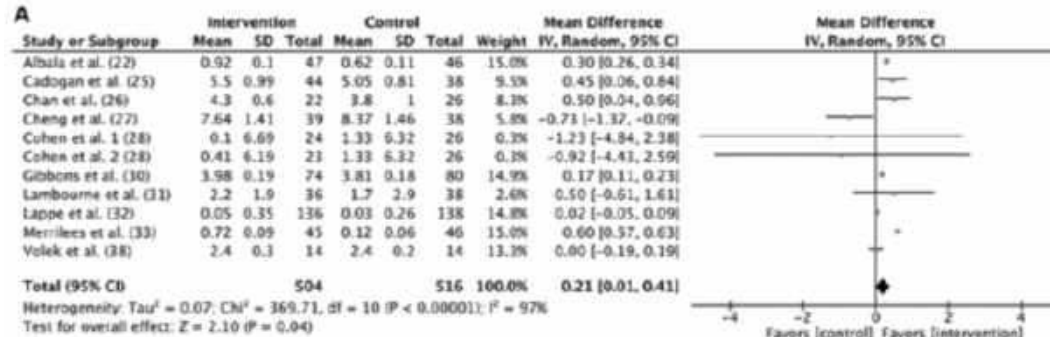 A
Intervention Control Mean Difference Mean Difference
Study or Subgroup Mean SD Total Mean SD Total Weight IV, Random, 95% CI IV, Random, 95% CI
Albala et al. (22) 0.92 0.1 47 0.62 0.11 46 15.0% 0.30 [0.26, 0.34]
Cadogan et al. (25) 5.5 0.99 44 5.05 0.81 38 9.5% 0.45 [0.06, 0.84]
Chan et al. (26) 4.3 0.6 22 3.8 1 26 8.3% 0.50 [0.04, 0.96]
Cheng et al. (27) 7.64 1.41 39 8.37 1.46 38 5.8% -0.73 [-1.37, -0.09]
Cohen et al. 1 (28) 0.1 6.69 24 1.33 6.32 26 0.3% -1.23 [-4.84, 2.38]
Cohen et al. 2 (28) 0.41 6.19 23 1.33 6.32 26 0.3% -0.92 [-4.43, 2.59]
Gibbons et al. (30) 3.98 0.19 74 3.81 0.18 80 14.9% 0.17 [0.11, 0.23]
Lambourne et al. (31) 2.2 1.9 36 1.7 2.9 38 2.6% 0.50 [-0.61, 1.61]
Lappe et al. (32) 0.05 0.35 136 0.03 0.26 138 14.8% 0.02 [-0.05, 0.09]
Merrilees et al. (33) 0.72 0.09 45 0.12 0.06 46 15.0% 0.60 [0.57, 0.63]
Volek et al. (38) 2.4 0.3 14 2.4 0.2 14 13.3% 0.00 [-0.19, 0.19]
Total (95% CI) 504 516 100.0% 0.21 [0.01, 0.41]
Heterogeneity: Tau² = 0.07; Chi² = 369.71, df = 10 (P < 0.00001); I² = 97%
Test for overall effect: Z = 2.10 (P = 0.04)
-4 -2 0 2 4
Favors [control] Favors [intervention]